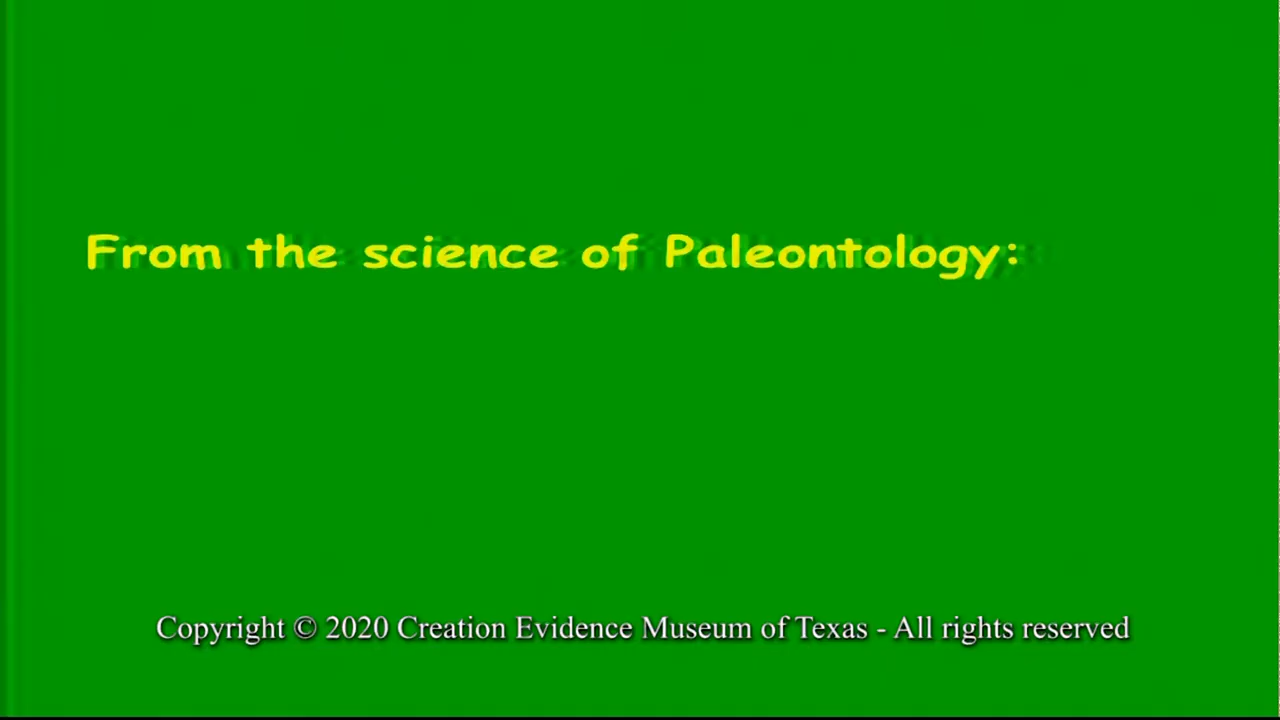 From the science of Paleontology:
Copyright © 2020 Creation Evidence Museum of Texas - All rights reserved